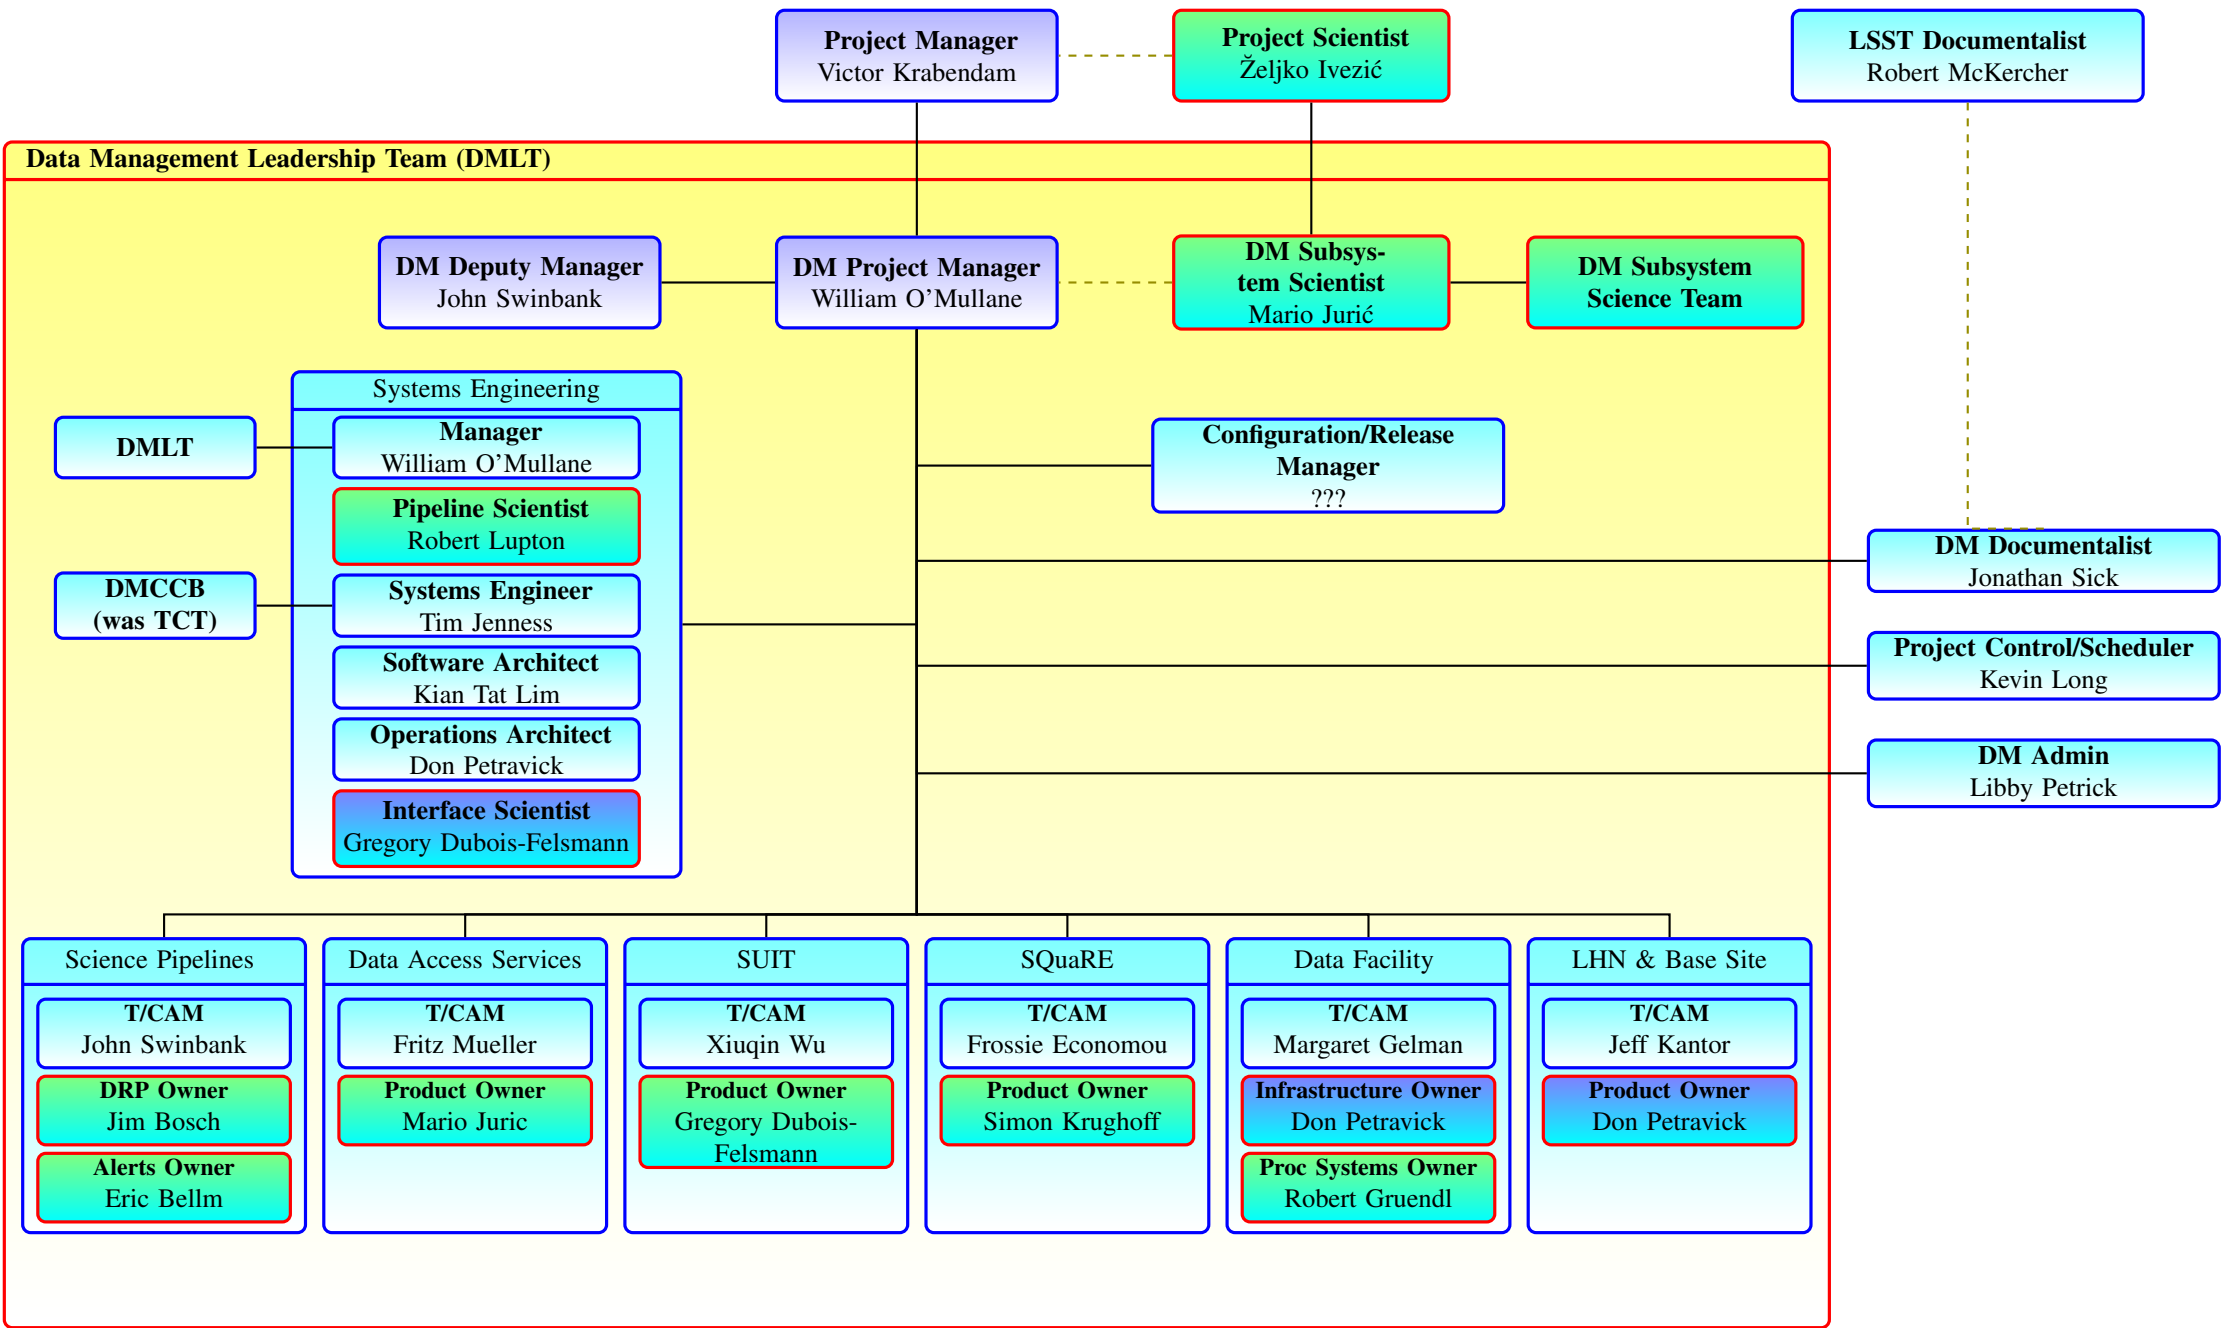 Project Manager
Victor Krabendam
Project Scientist
Željko Ivezić
LSST Documentalist
Robert McKercher
Data Management Leadership Team (DMLT)
DM Deputy Manager
John Swinbank
DM Project Manager
William O’Mullane
DM Subsys-
tem Scientist
Mario Jurić
DM Subsystem
Science Team
Systems Engineering
DMLT
Manager
William O’Mullane
Pipeline Scientist
Robert Lupton
DMCCB
(was TCT)
Systems Engineer
Tim Jenness
Software Architect
Kian Tat Lim
Operations Architect
Don Petravick
Interface Scientist
Gregory Dubois-Felsmann
Configuration/Release
Manager
???
DM Documentalist
Jonathan Sick
Project Control/Scheduler
Kevin Long
DM Admin
Libby Petrick
Science Pipelines
T/CAM
John Swinbank
DRP Owner
Jim Bosch
Alerts Owner
Eric Bellm
Data Access Services
T/CAM
Fritz Mueller
Product Owner
Mario Juric
SUIT
T/CAM
Xiuqin Wu
Product Owner
Gregory Dubois-
Felsmann
SQuaRE
T/CAM
Frossie Economou
Product Owner
Simon Krughoff
Data Facility
T/CAM
Margaret Gelman
Infrastructure Owner
Don Petravick
Proc Systems Owner
Robert Gruendl
LHN & Base Site
T/CAM
Jeff Kantor
Product Owner
Don Petravick